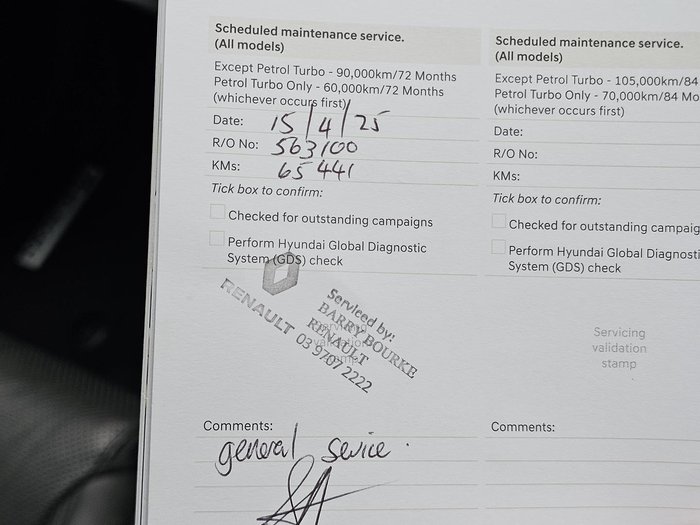 Scheduled maintenance service.
(All models)
Except Petrol Turbo - 90,000km/72 Months
Petrol Turbo Only - 60,000km/72 Months
(whichever occurs first)
Date: 15/4/25
R/O No: 563100
KMs: 65 441
Tick box to confirm:
Checked for outstanding campaigns
Perform Hyundai Global Diagnostic
System (GDS) check
RENAULT
Serviced by:
BARRY BOURKE
RENAULT
03 9707 2222
Comments:
general sevice.
Scheduled maintenance service.
(All models)
Except Petrol Turbo - 105,000km/84
Petrol Turbo Only - 70,000km/84 Mo
(whichever occurs first)
Date:
R/O No:
KMs:
Tick box to confirm:
Checked for outstanding campaig
Perform Hyundai Global Diagnosti
System (GDS) check
Servicing
validation
stamp
Comments: